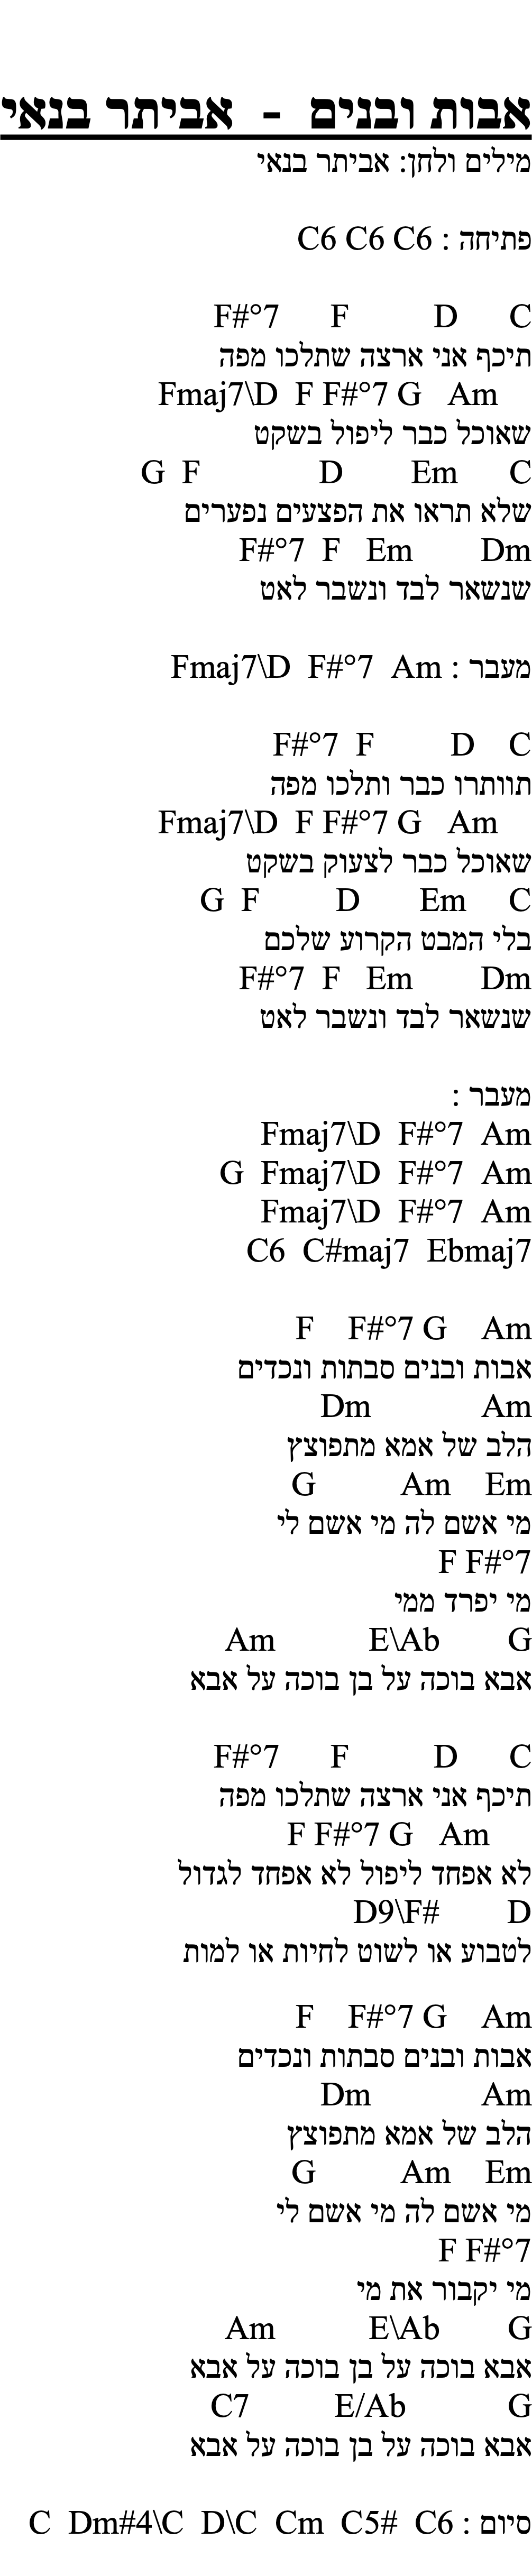 אבות ובנים - אביתר בנאי
מילים ולחן: אביתר בנאי
פתיחה : C6 C6 C6
F#°7 F D C
תיכף אני ארצה שתלכו מפה
Fmaj7\D F F#°7 G Am
שאוכל כבר ליפול בשקט
G F D Em C
שלא תראו את הפצעים נפערים
F#°7 F Em Dm
שנשאר לבד ונשבר לאט
מעבר : Fmaj7\D F#°7 Am
F#°7 F D C
תוותרו כבר ותלכו מפה
Fmaj7\D F F#°7 G Am
שאוכל כבר לצעוק בשקט
G F D Em C
בלי המבט הקרוע שלכם
F#°7 F Em Dm
שנשאר לבד ונשבר לאט
מעבר :
Fmaj7\D F#°7 Am
G Fmaj7\D F#°7 Am
Fmaj7\D F#°7 Am
C6 C#maj7 Ebmaj7
F F#°7 G Am
אבות ובנים סבתות ונכדים
Dm Am
הלב של אמא מתפוצץ
G Am Em
מי אשם לה מי אשם לי
F F#°7
מי יפרד ממי
Am E\Ab G
אבא בוכה על בן בוכה על אבא
F#°7 F D C
תיכף אני ארצה שתלכו מפה
F F#°7 G Am
לא אפחד ליפול לא אפחד לגדול
D9\F# D
לטבוע או לשוט לחיות או למות
F F#°7 G Am
אבות ובנים סבתות ונכדים
Dm Am
הלב של אמא מתפוצץ
G Am Em
מי אשם לה מי אשם לי
F F#°7
מי יקבור את מי
Am E\Ab G
אבא בוכה על בן בוכה על אבא
C7 E/Ab G
אבא בוכה על בן בוכה על אבא
סיום : C Dm#4\C D\C Cm C5# C6